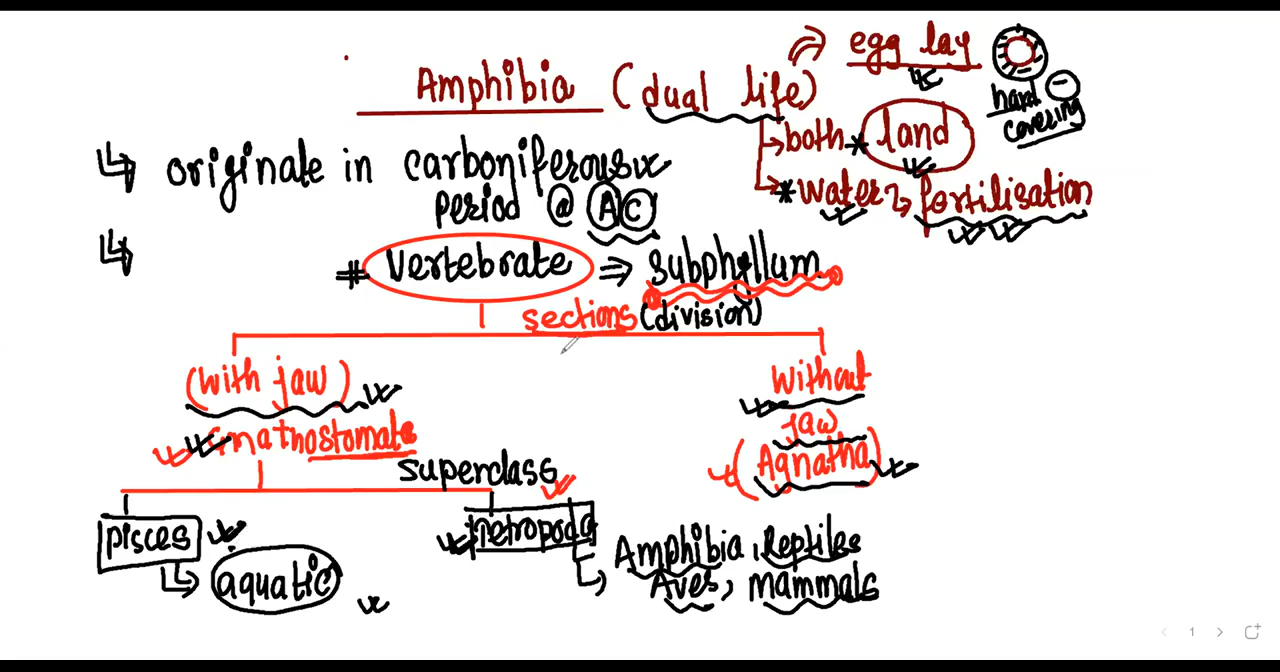 egg lay
Amphibia (dual life)
hard
covering
both * land
originate in carboniferous
* water fertilisation
period @ AC
# Vertebrate ⇒ subphyllum
sections (division)
(with jaw)
Without
jaw
Gnathostomate
(Agnatha)
superclass
pisces
Tetropoda
Amphibia, Reptiles
aquatic
Aves, mammals
1